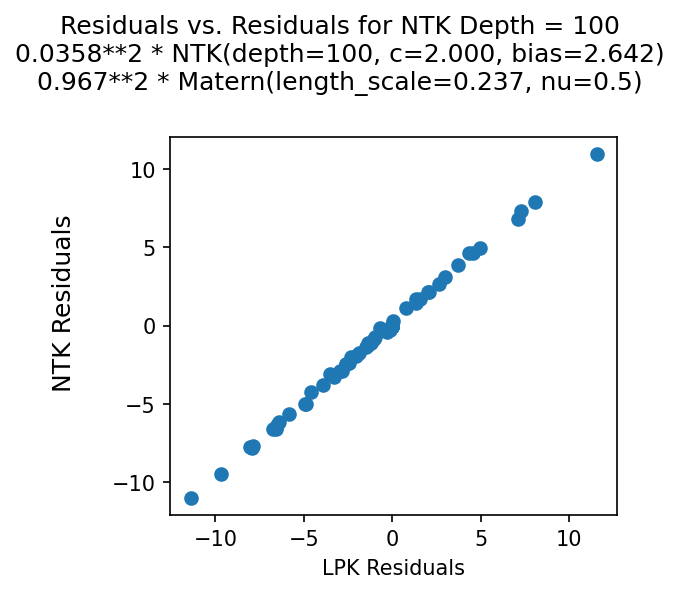 Residuals vs. Residuals for NTK Depth = 100
0.0358**2 * NTK(depth=100, c=2.000, bias=2.642)
0.967**2 * Matern(length_scale=0.237, nu=0.5)
10
5
0
−5
−10
NTK Residuals
−10
−5
0
5
10
LPK Residuals